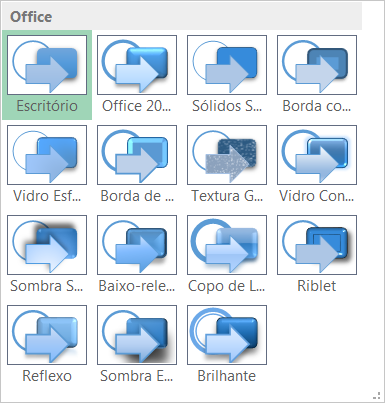 Office
Escritório
Office 20...
Sólidos S...
Borda co...
Vidro Esf...
Borda de ...
Textura G...
Vidro Con...
Sombra S...
Baixo-rele...
Copo de L...
Riblet
Reflexo
Sombra E...
Brilhante